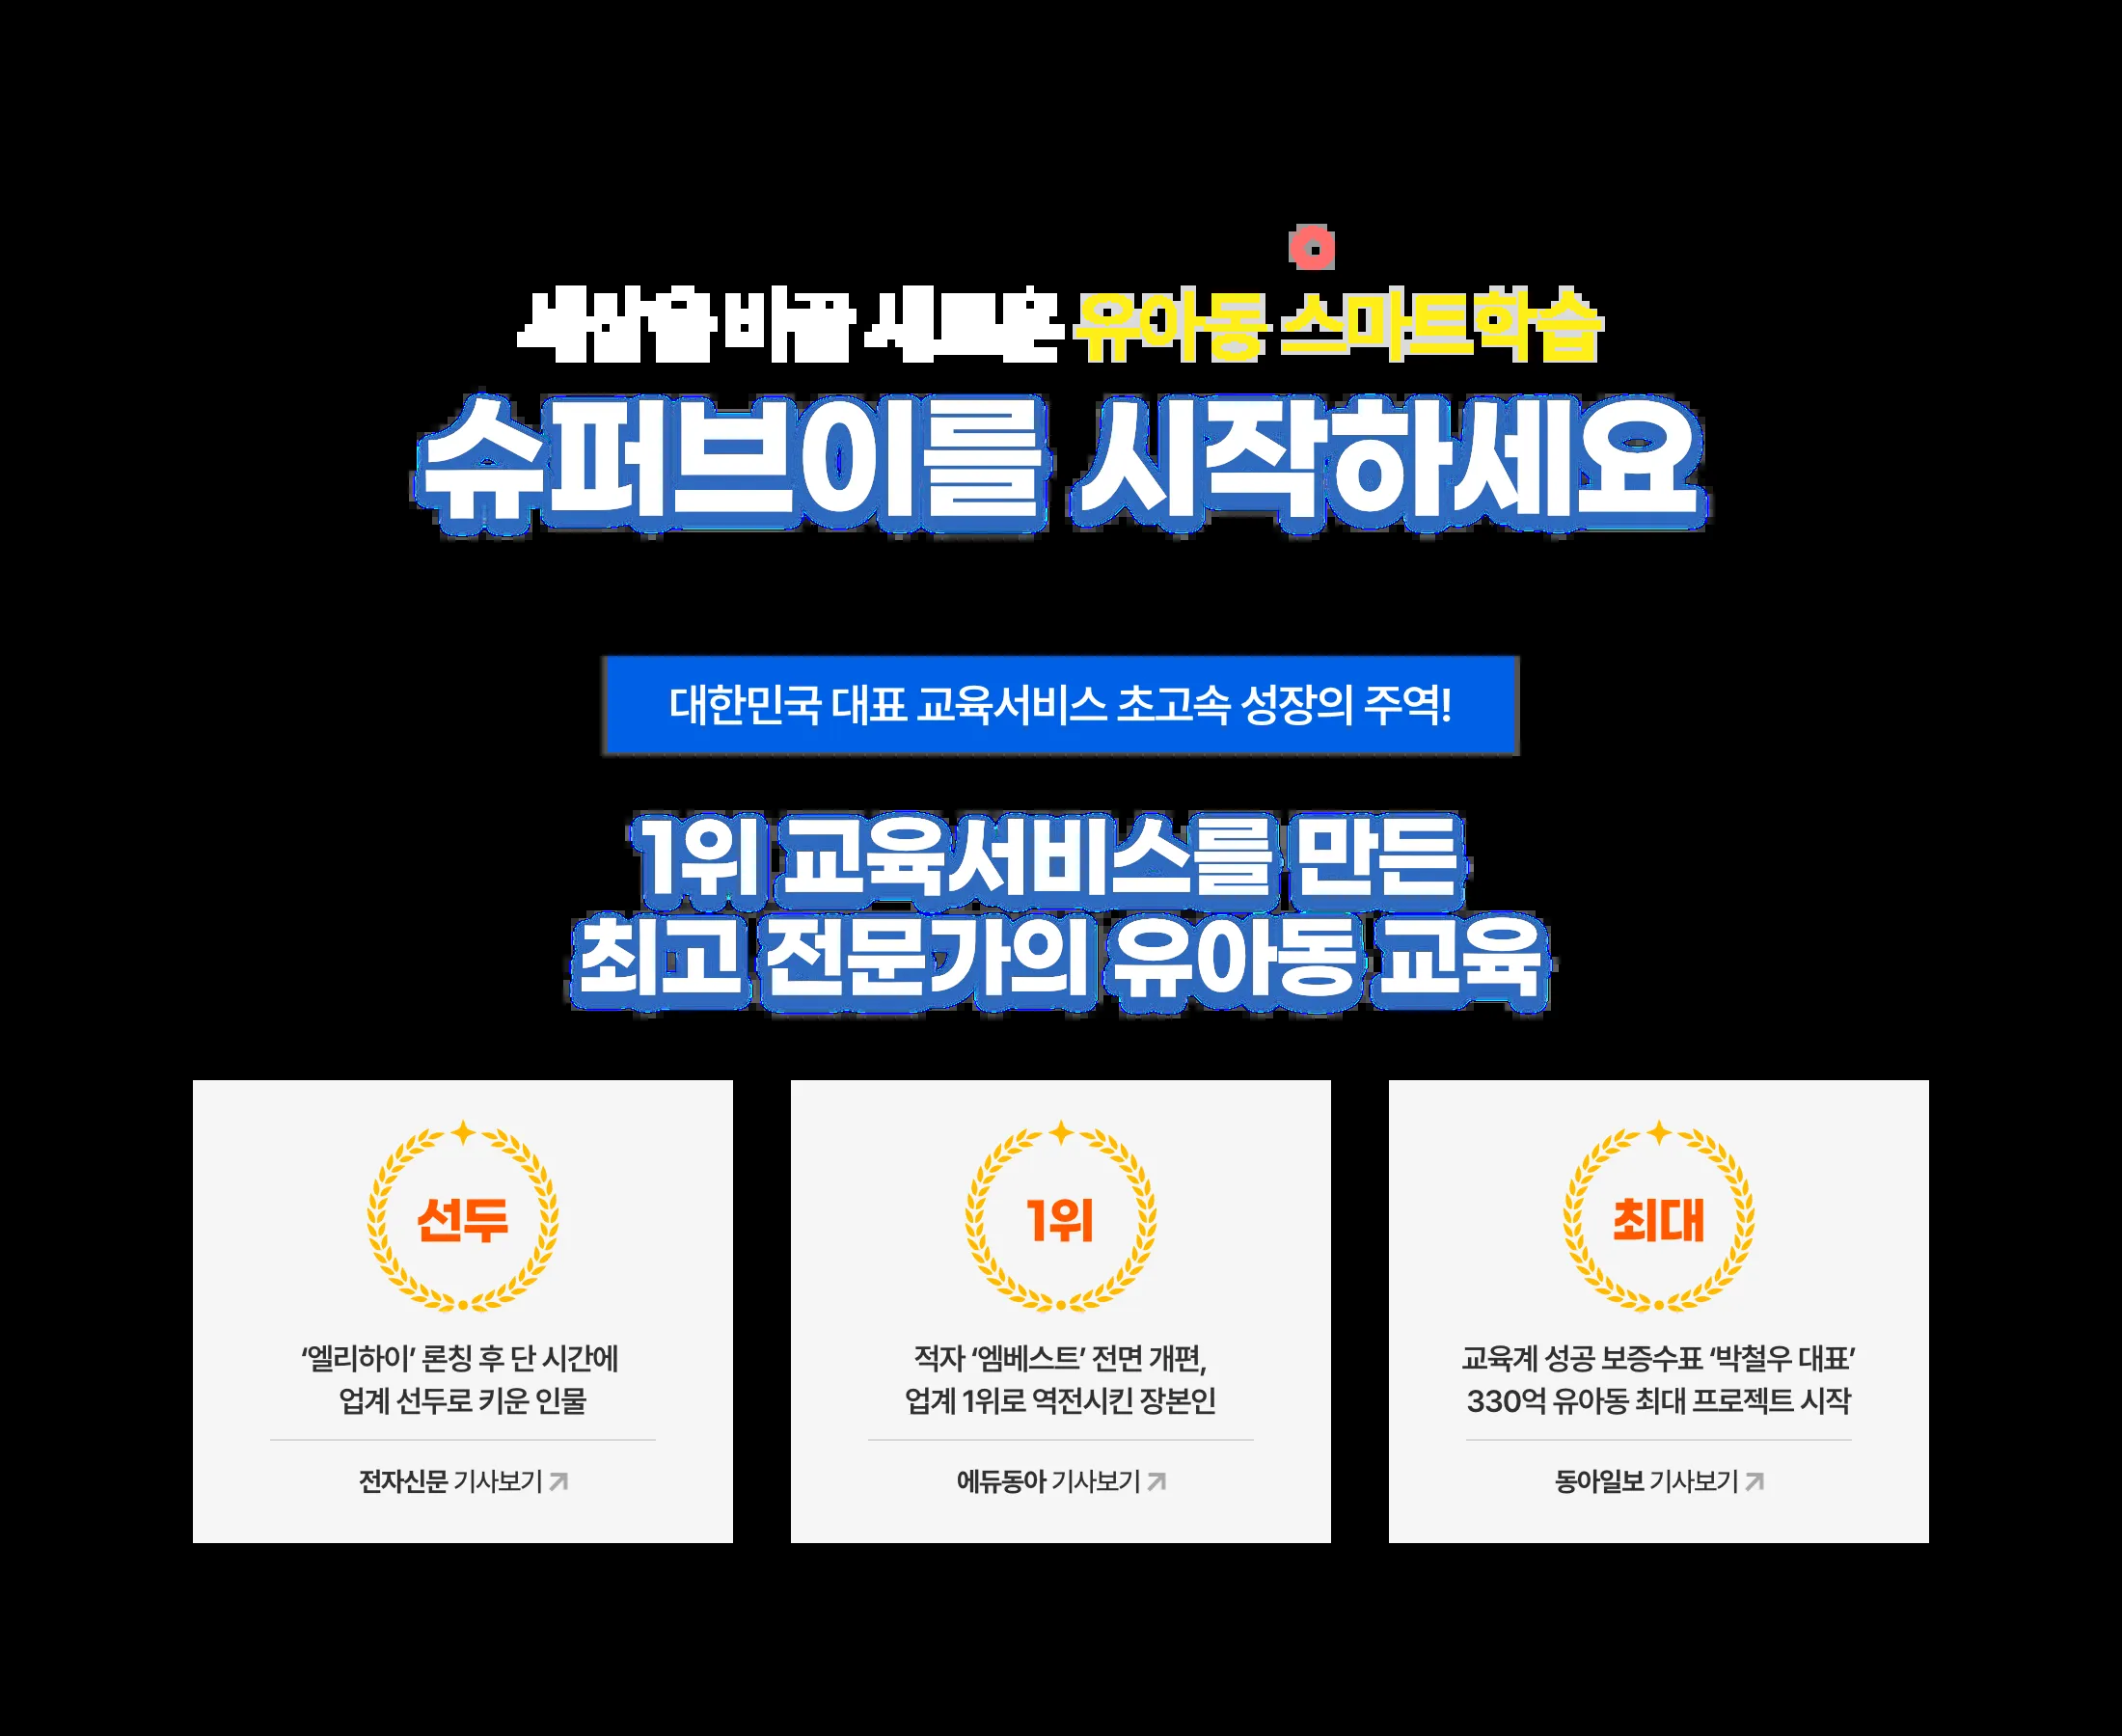 세상을 바꿀 새로운 유아동 스마트학습
슈퍼브이를 시작하세요
대한민국 대표 교육서비스 초고속 성장의 주역!
1위 교육서비스를 만든
최고 전문가의 유아동 교육
선두
‘엘리하이’ 론칭 후 단 시간에
업계 선두로 키운 인물
전자신문 기사보기
1위
적자 ‘엠베스트’ 전면 개편,
업계 1위로 역전시킨 장본인
에듀동아 기사보기
최대
교육계 성공 보증수표 ‘박철우 대표’
330억 유아동 최대 프로젝트 시작
동아일보 기사보기